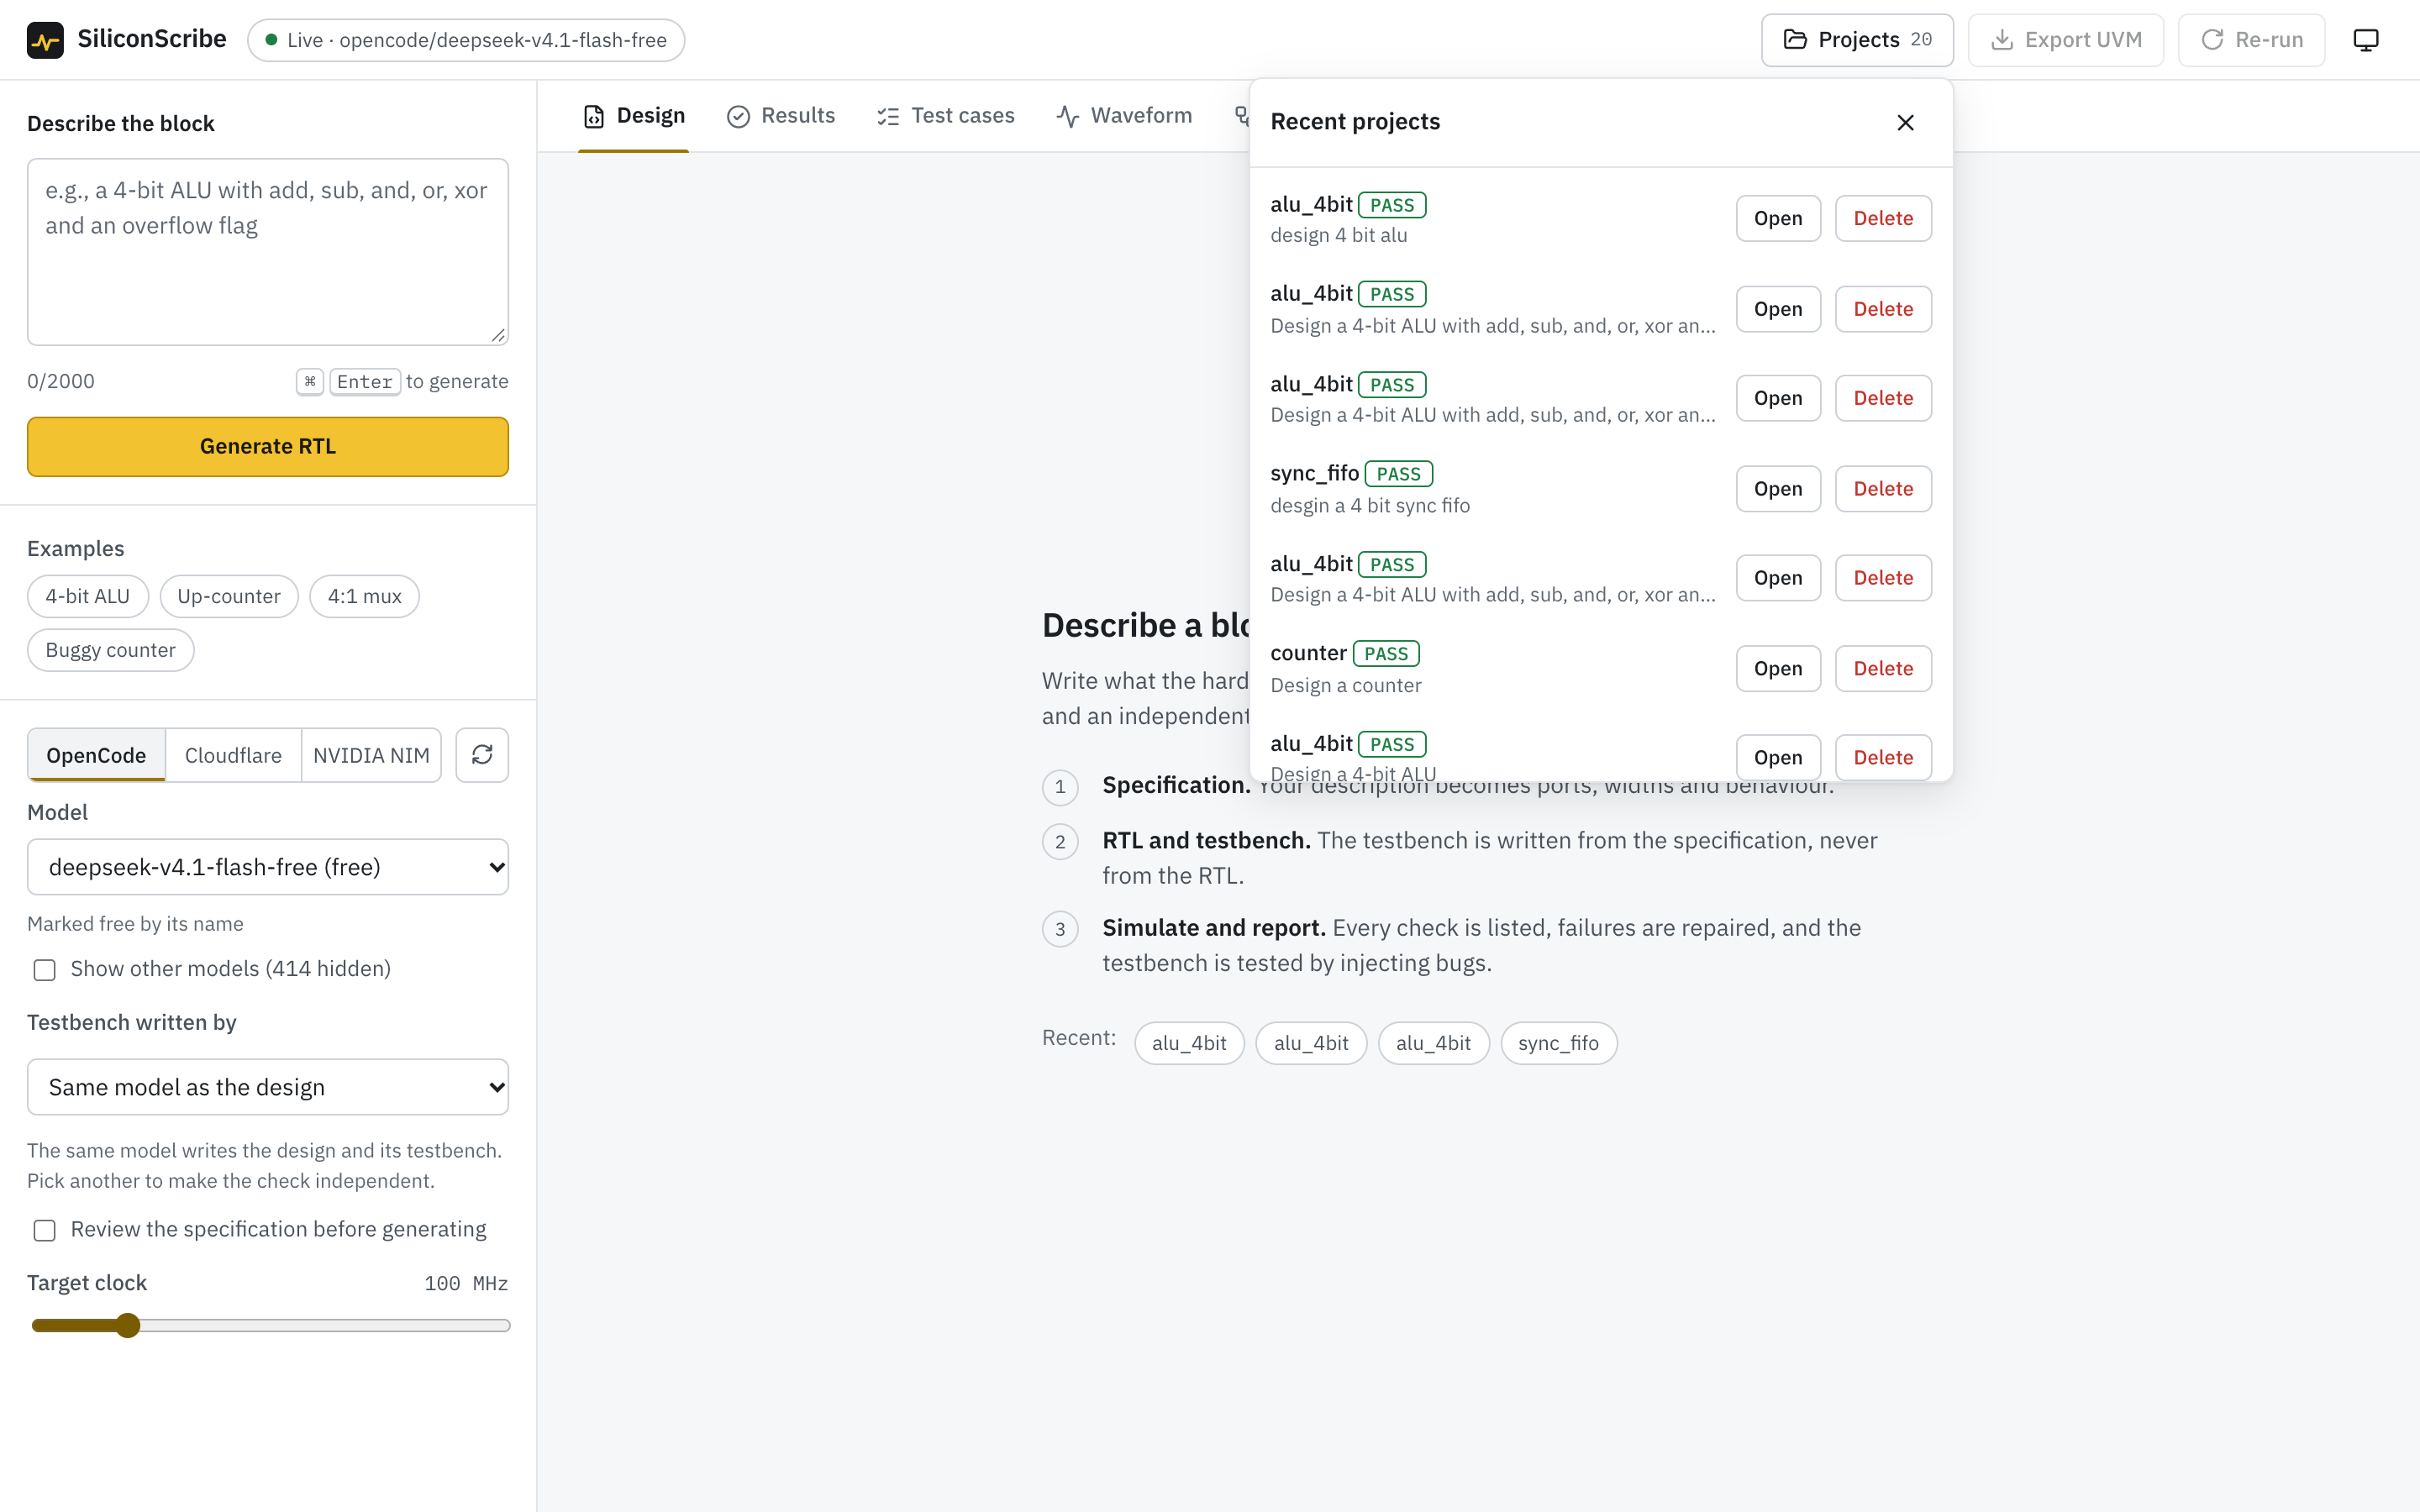 SiliconScribe
Live · opencode/deepseek-v4.1-flash-free
Projects 20
Export UVM
Re-run
Describe the block
e.g., a 4-bit ALU with add, sub, and, or, xor
and an overflow flag
0/2000
⌘ Enter to generate
Generate RTL
Examples
4-bit ALU
Up-counter
4:1 mux
Buggy counter
OpenCode
Cloudflare
NVIDIA NIM
Model
deepseek-v4.1-flash-free (free)
Marked free by its name
Show other models (414 hidden)
Testbench written by
Same model as the design
The same model writes the design and its testbench.
Pick another to make the check independent.
Review the specification before generating
Target clock
100 MHz
Design
Results
Test cases
Waveform
Recent projects
alu_4bit PASS
design 4 bit alu
Open
Delete
alu_4bit PASS
Design a 4-bit ALU with add, sub, and, or, xor an...
Open
Delete
alu_4bit PASS
Design a 4-bit ALU with add, sub, and, or, xor an...
Open
Delete
sync_fifo PASS
desgin a 4 bit sync fifo
Open
Delete
alu_4bit PASS
Design a 4-bit ALU with add, sub, and, or, xor an...
Open
Delete
counter PASS
Design a counter
Open
Delete
alu_4bit PASS
Design a 4-bit ALU
Open
Delete
Describe a
Write what the hard
and an independent
1
Specification. Your description becomes ports, widths and behaviour.
2
RTL and testbench. The testbench is written from the specification, never
from the RTL.
3
Simulate and report. Every check is listed, failures are repaired, and the
testbench is tested by injecting bugs.
Recent:
alu_4bit
alu_4bit
alu_4bit
sync_fifo